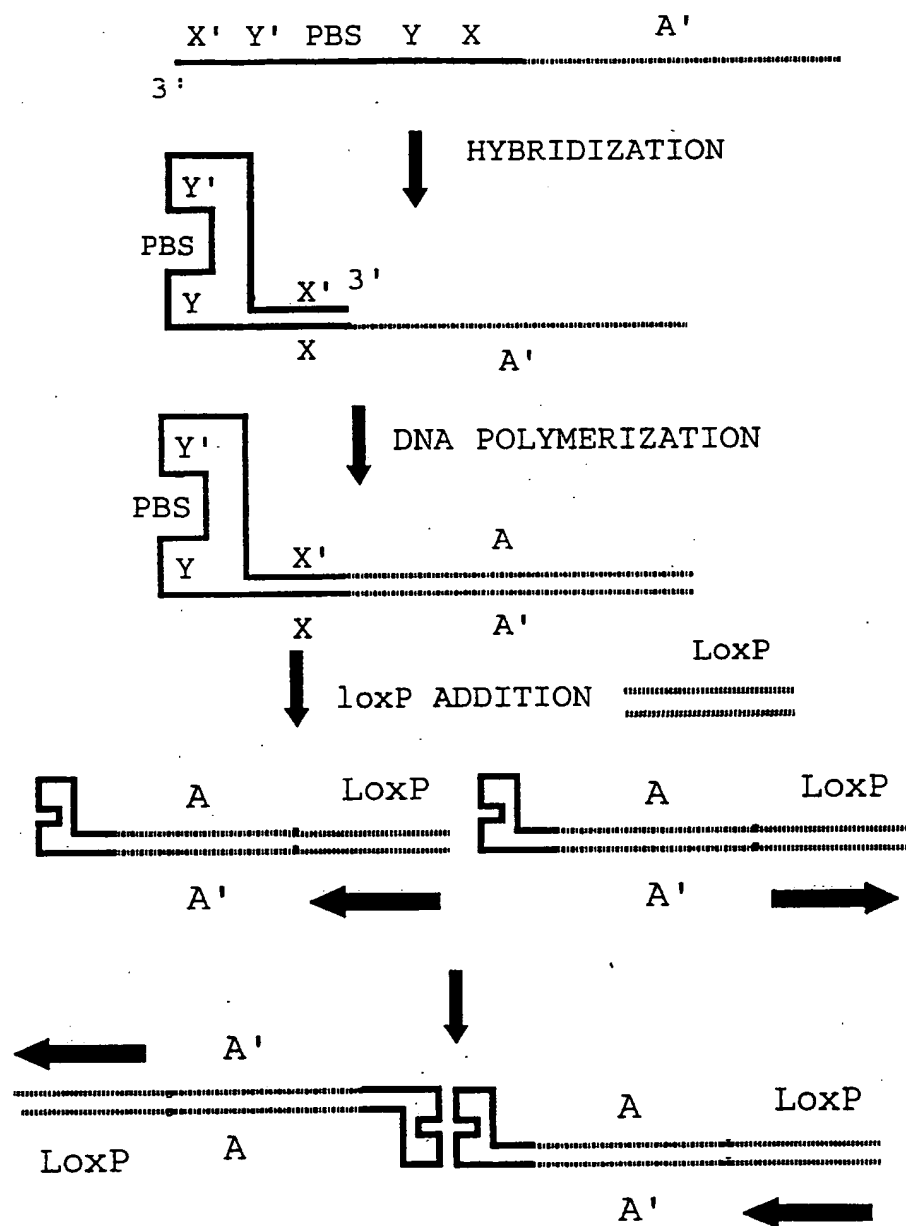 X' Y' PBS Y X A'
3'
HYBRIDIZATION
Y'
PBS
Y X' 3'
X A'
DNA POLYMERIZATION
Y'
PBS A
Y X'
X A'
LoxP
loxP ADDITION
A LoxP A LoxP
A' A'
A'
A LoxP
LoxP A
A'